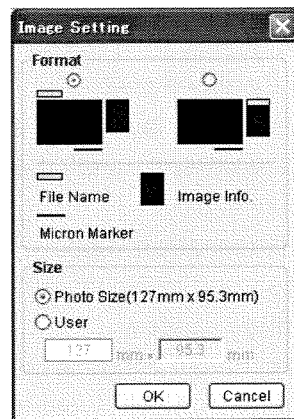 Image Setting
Format
File Name
Image Info.
Micron Marker
Size
Photo Size(127mm x 95.3mm)
User
127 mm x 95.3 mm
OK Cancel